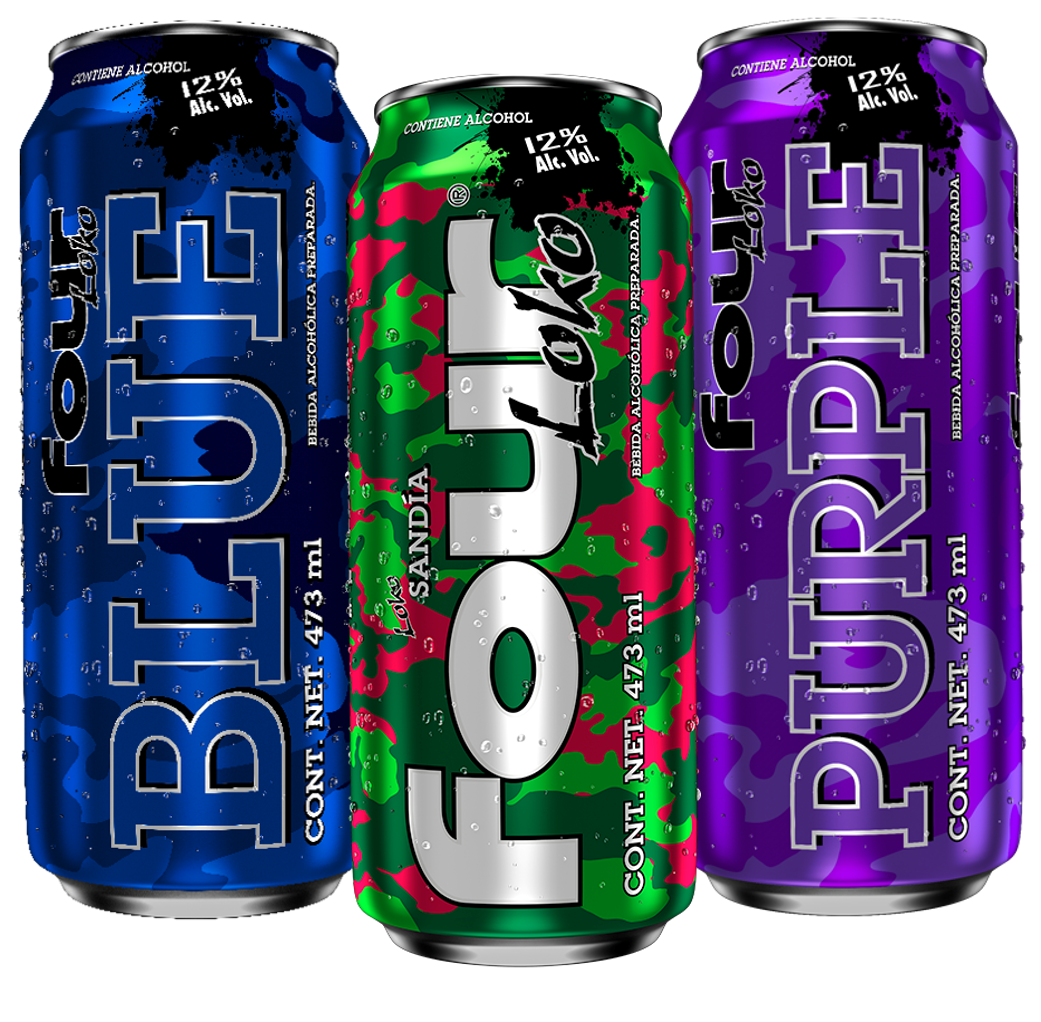 CONTIENE ALCOHOL
12%
Alc. Vol.
four
Loko
BLUE
BEBIDA ALCOHÓLICA PREPARADA.
CONT. NET. 473 ml
CONTIENE ALCOHOL
12%
Alc. Vol.
Loko
SANDÍA
four
®
Loko
BEBIDA ALCOHÓLICA PREPARADA.
CONT. NET. 473 ml
CONTIENE ALCOHOL
12%
Alc. Vol.
four
®
Loko
PURPLE
BEBIDA ALCOHÓLICA PREPARADA.
CONT. NET. 473 ml